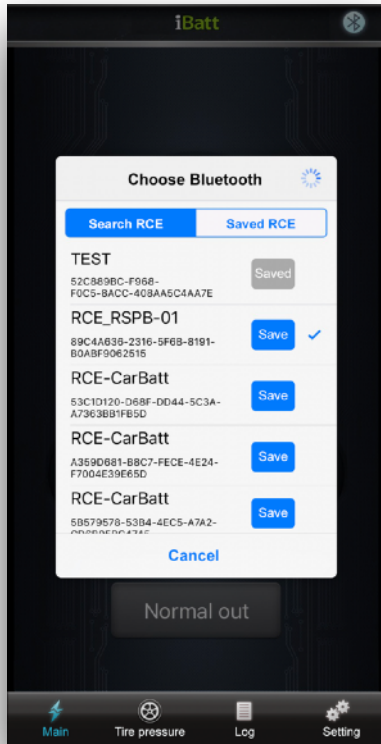 iBatt
Choose Bluetooth
Search RCE
Saved RCE
TEST
52C889BC-F968-
F0C5-8ACC-408AA5C4AA7E
Saved
RCE_RSPB-01
89C4A636-2316-5F6B-8191-
B0ABF9062515
Save
RCE-CarBatt
53C1D120-D68F-DD44-5C3A-
A7363BB1FB5D
Save
RCE-CarBatt
A359D681-B8C7-FECE-4E24-
F7004E39E65D
Save
RCE-CarBatt
5B579578-53B4-4EC5-A7A2-
Save
Cancel
Normal out
Main
Tire pressure
Log
Setting